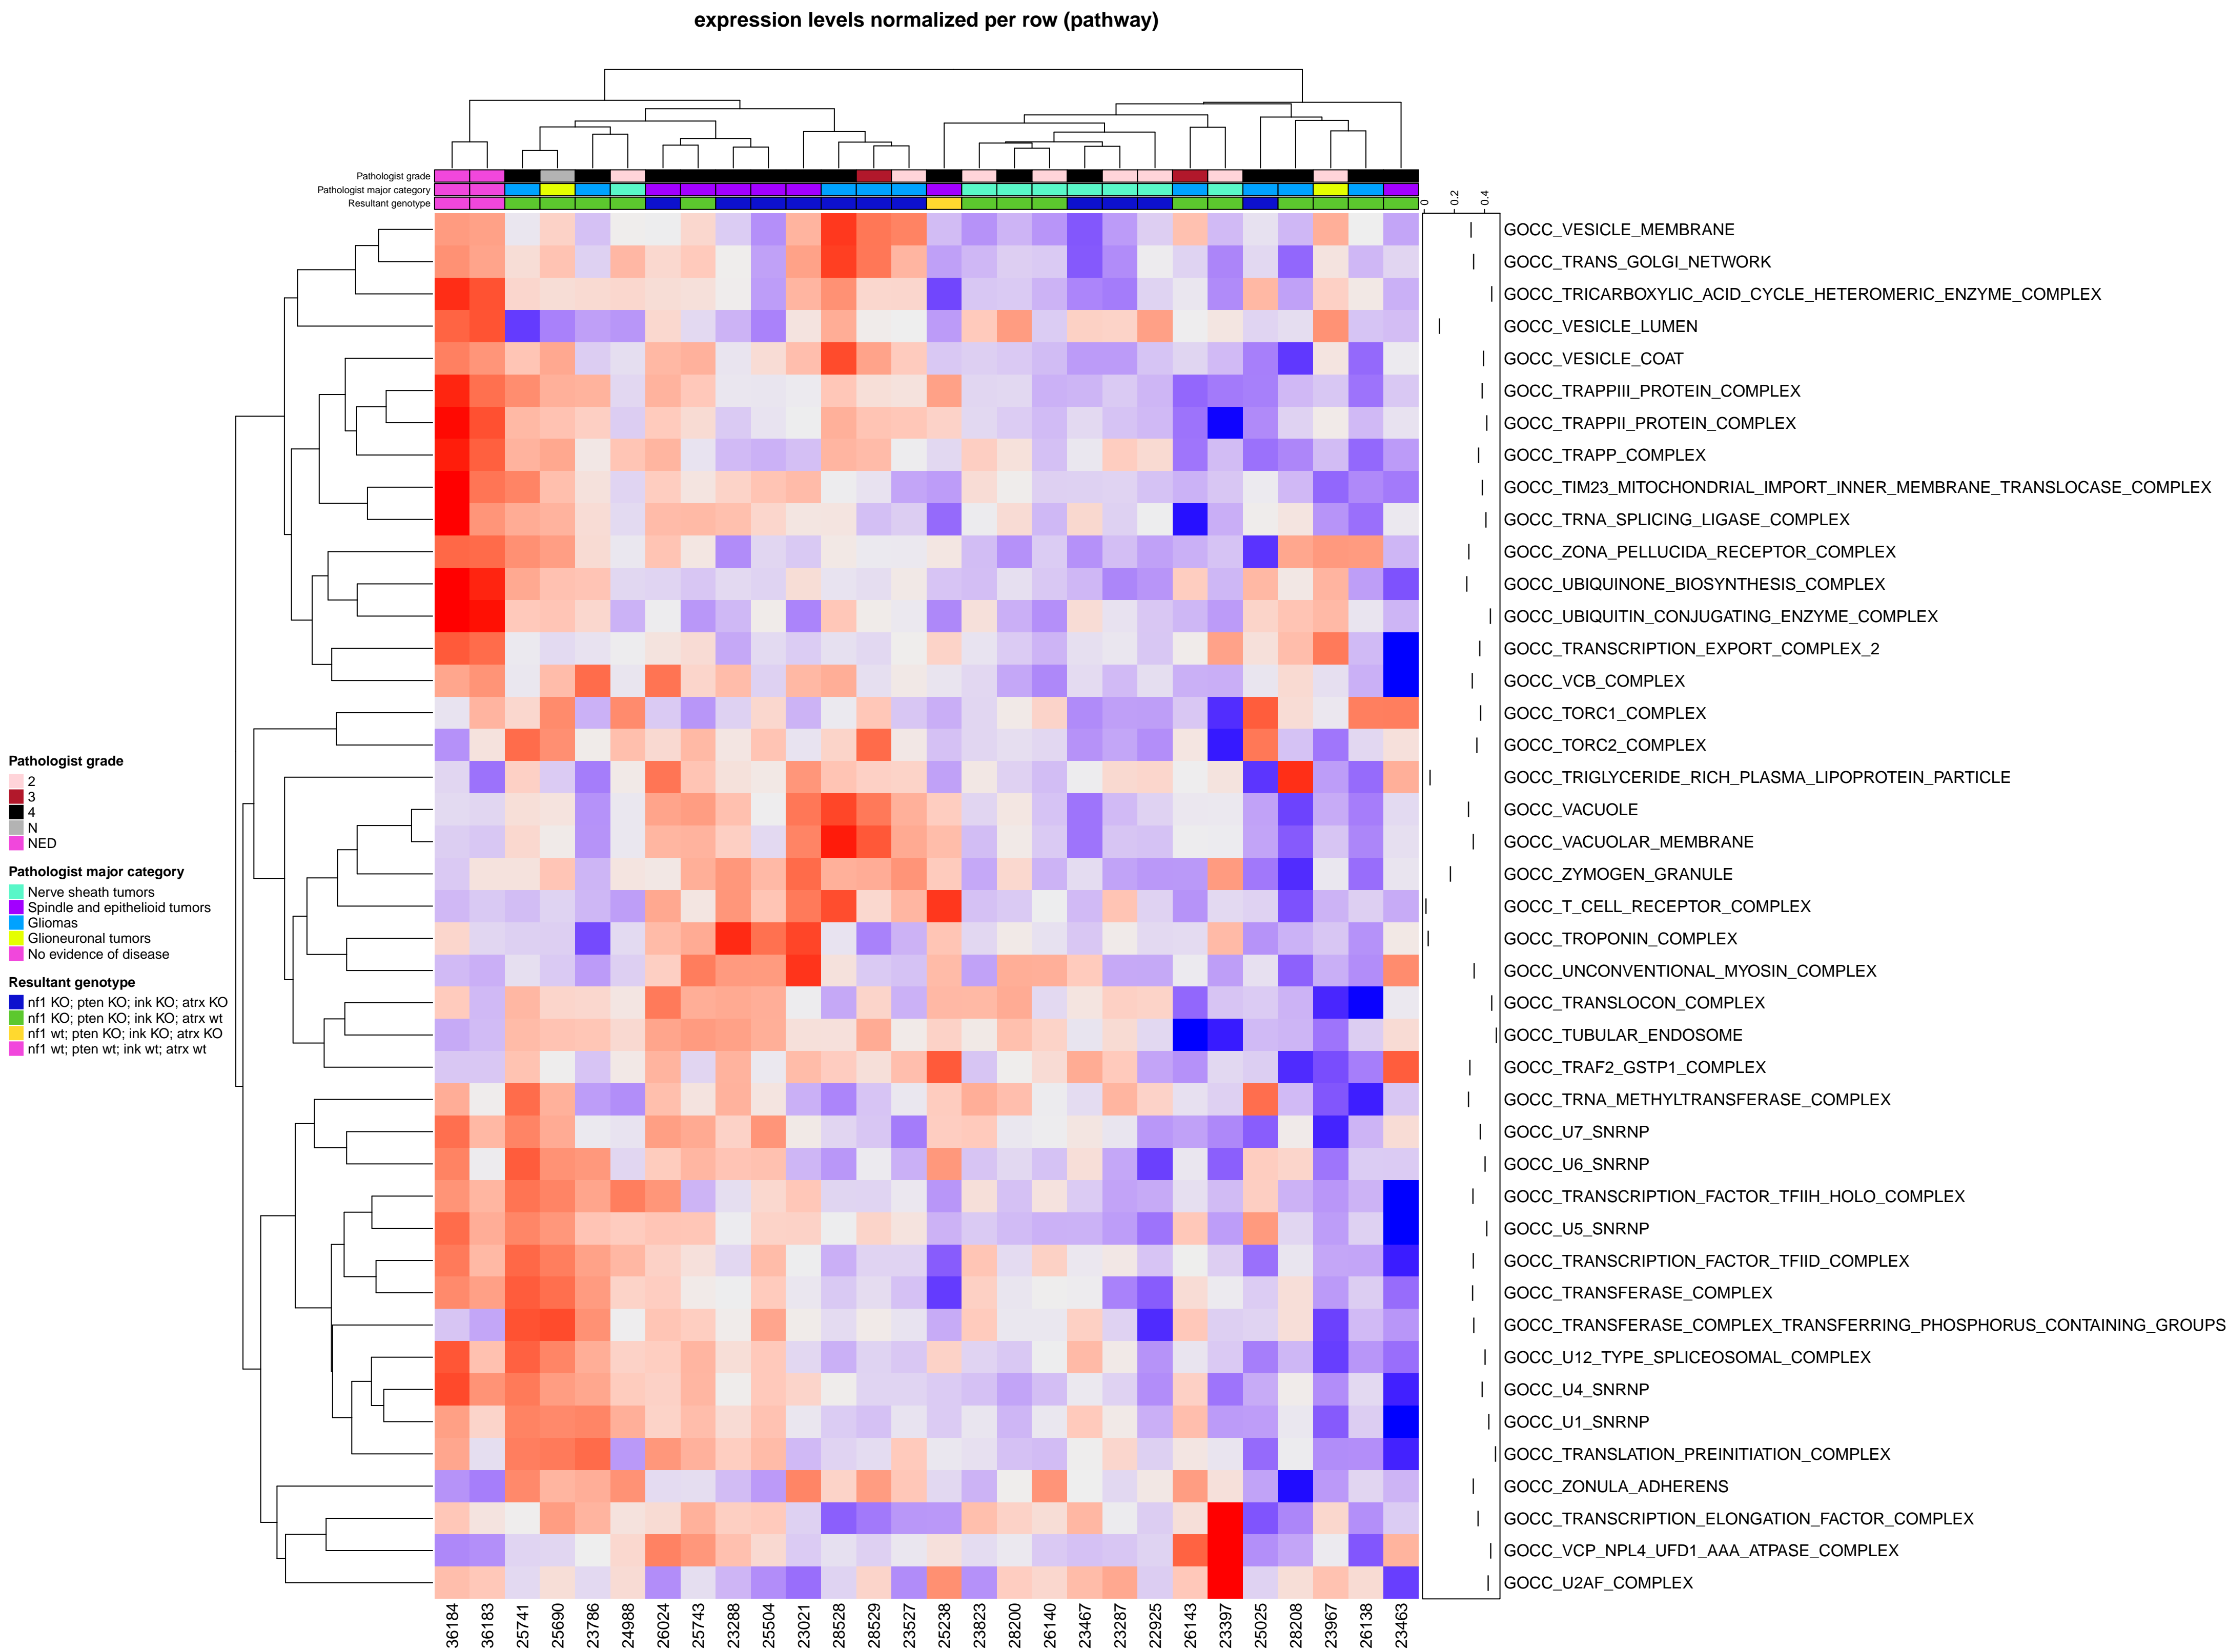 expression levels normalized per row (pathway)
Pathologist grade
Pathologist major category
Resultant genotype
0
0.2
0.4
GOCC_VESICLE_MEMBRANE
GOCC_TRANS_GOLGI_NETWORK
GOCC_TRICARBOXYLIC_ACID_CYCLE_HETEROMERIC_ENZYME_COMPLEX
GOCC_VESICLE_LUMEN
GOCC_VESICLE_COAT
GOCC_TRAPPIII_PROTEIN_COMPLEX
GOCC_TRAPPII_PROTEIN_COMPLEX
GOCC_TRAPP_COMPLEX
GOCC_TIM23_MITOCHONDRIAL_IMPORT_INNER_MEMBRANE_TRANSLOCASE_COMPLEX
GOCC_TRNA_SPLICING_LIGASE_COMPLEX
GOCC_ZONA_PELLUCIDA_RECEPTOR_COMPLEX
GOCC_UBIQUINONE_BIOSYNTHESIS_COMPLEX
GOCC_UBIQUITIN_CONJUGATING_ENZYME_COMPLEX
GOCC_TRANSCRIPTION_EXPORT_COMPLEX_2
GOCC_VCB_COMPLEX
GOCC_TORC1_COMPLEX
GOCC_TORC2_COMPLEX
GOCC_TRIGLYCERIDE_RICH_PLASMA_LIPOPROTEIN_PARTICLE
GOCC_VACUOLE
GOCC_VACUOLAR_MEMBRANE
GOCC_ZYMOGEN_GRANULE
GOCC_T_CELL_RECEPTOR_COMPLEX
GOCC_TROPONIN_COMPLEX
GOCC_UNCONVENTIONAL_MYOSIN_COMPLEX
GOCC_TRANSLOCON_COMPLEX
GOCC_TUBULAR_ENDOSOME
GOCC_TRAF2_GSTP1_COMPLEX
GOCC_TRNA_METHYLTRANSFERASE_COMPLEX
GOCC_U7_SNRNP
GOCC_U6_SNRNP
GOCC_TRANSCRIPTION_FACTOR_TFIIH_HOLO_COMPLEX
GOCC_U5_SNRNP
GOCC_TRANSCRIPTION_FACTOR_TFIID_COMPLEX
GOCC_TRANSFERASE_COMPLEX
GOCC_TRANSFERASE_COMPLEX_TRANSFERRING_PHOSPHORUS_CONTAINING_GROUPS
GOCC_U12_TYPE_SPLICEOSOMAL_COMPLEX
GOCC_U4_SNRNP
GOCC_U1_SNRNP
GOCC_TRANSLATION_PREINITIATION_COMPLEX
GOCC_ZONULA_ADHERENS
GOCC_TRANSCRIPTION_ELONGATION_FACTOR_COMPLEX
GOCC_VCP_NPL4_UFD1_AAA_ATPASE_COMPLEX
GOCC_U2AF_COMPLEX
Pathologist grade
2
3
4
N
NED
Pathologist major category
Nerve sheath tumors
Spindle and epithelioid tumors
Gliomas
Glioneuronal tumors
No evidence of disease
Resultant genotype
nf1 KO; pten KO; ink KO; atrx KO
nf1 KO; pten KO; ink KO; atrx wt
nf1 wt; pten KO; ink KO; atrx KO
nf1 wt; pten wt; ink wt; atrx wt
36184
36183
25741
25690
23786
24988
26024
25743
23288
25504
23021
28528
28529
23527
25238
23823
28200
26140
23467
23287
22925
26143
23397
25025
28208
23967
26138
23463